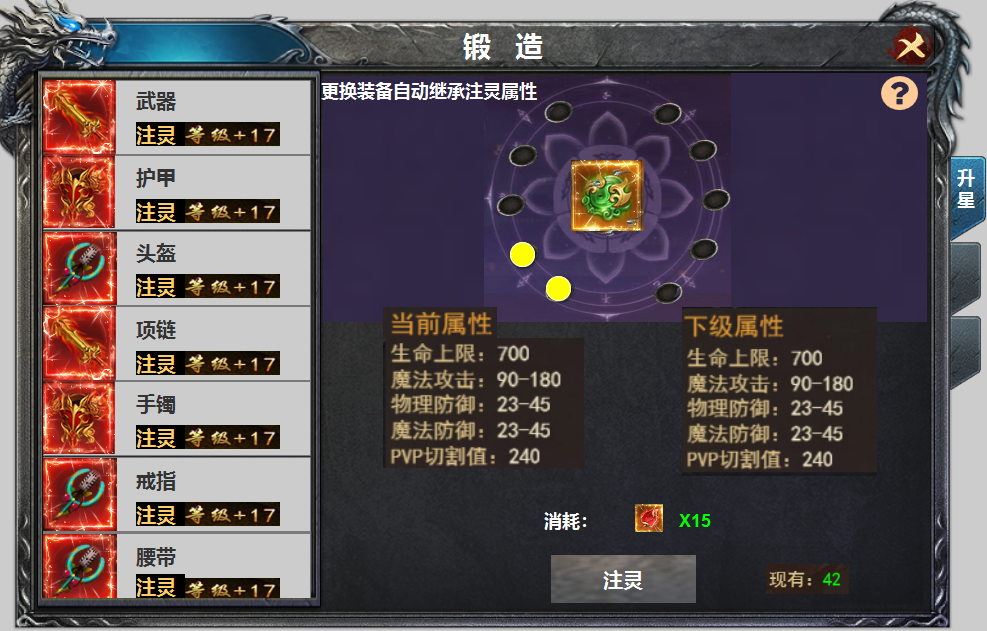 锻 造
更换装备自动继承注灵属性
?
武器
注灵 等级+17
护甲
注灵 等级+17
头盔
注灵 等级+17
项链
注灵 等级+17
手镯
注灵 等级+17
戒指
注灵 等级+17
腰带
注灵 等级+17
升星
当前属性
生命上限：700
魔法攻击：90-180
物理防御：23-45
魔法防御：23-45
PVP切割值：240
下级属性
生命上限：700
魔法攻击：90-180
物理防御：23-45
魔法防御：23-45
PVP切割值：240
消耗： X15
注灵
现有：42